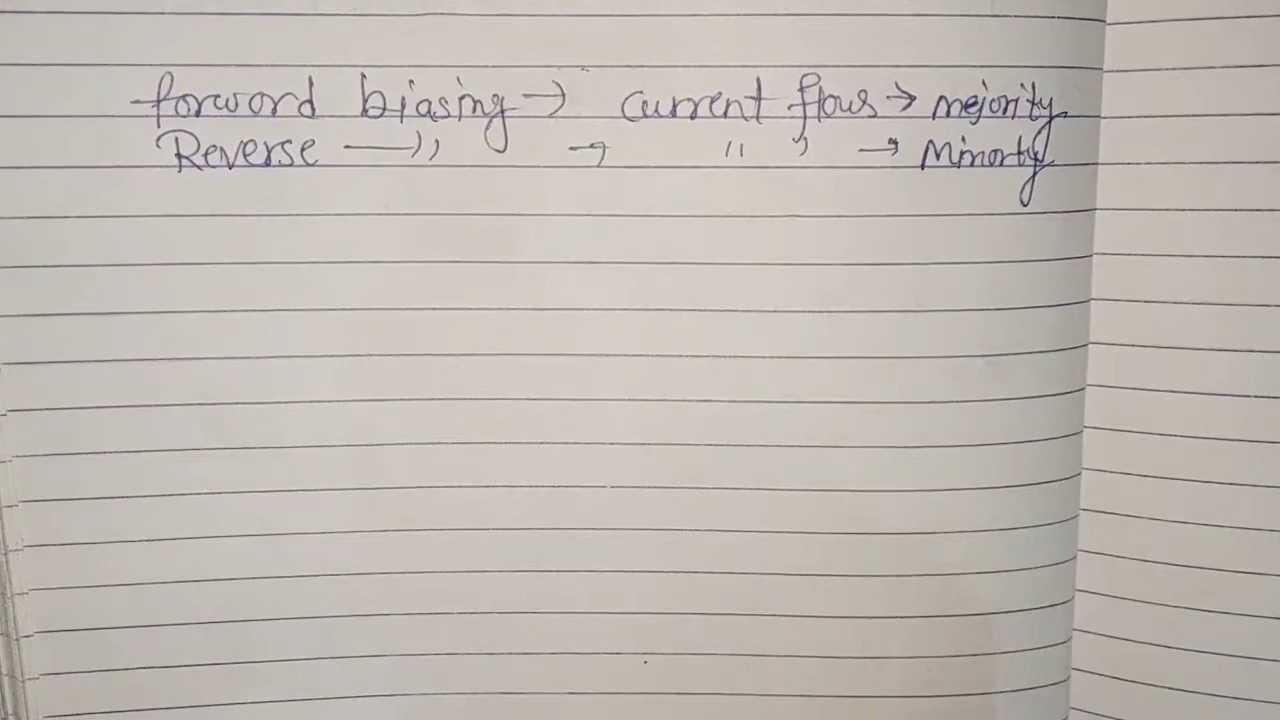 forword biasing → current flows → mejority
Reverse —〃 → 〃 〃 → Minorty